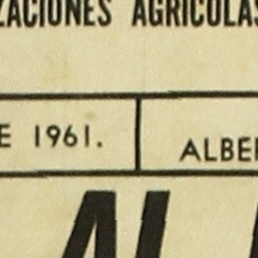 ZACIONES AGRICOLAS
E 1961.
ALBE
AL